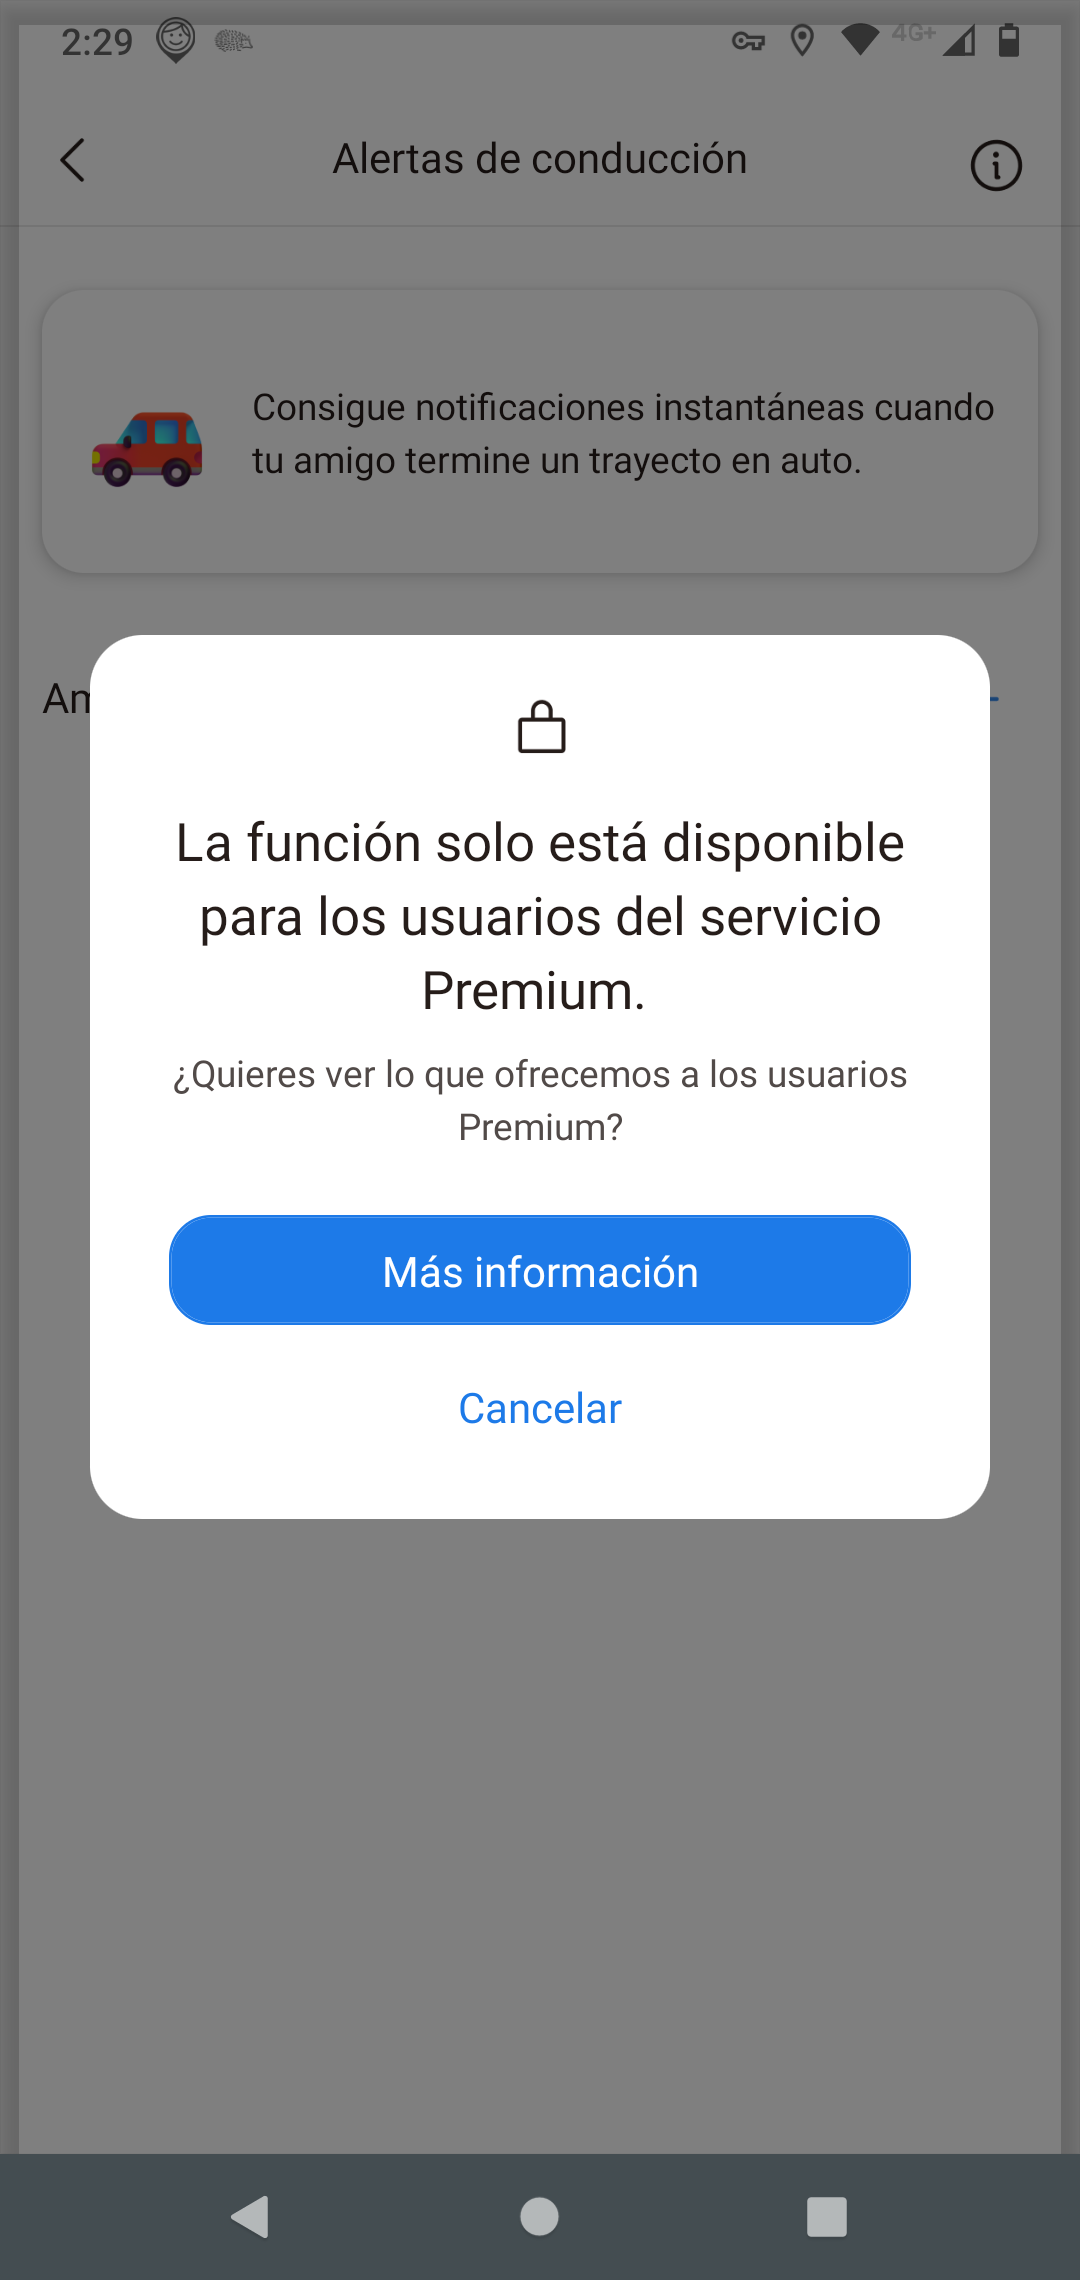 2:29
4G+
Alertas de conducción
Consigue notificaciones instantáneas cuando
tu amigo termine un trayecto en auto.
La función solo está disponible
para los usuarios del servicio
Premium.
¿Quieres ver lo que ofrecemos a los usuarios
Premium?
Más información
Cancelar